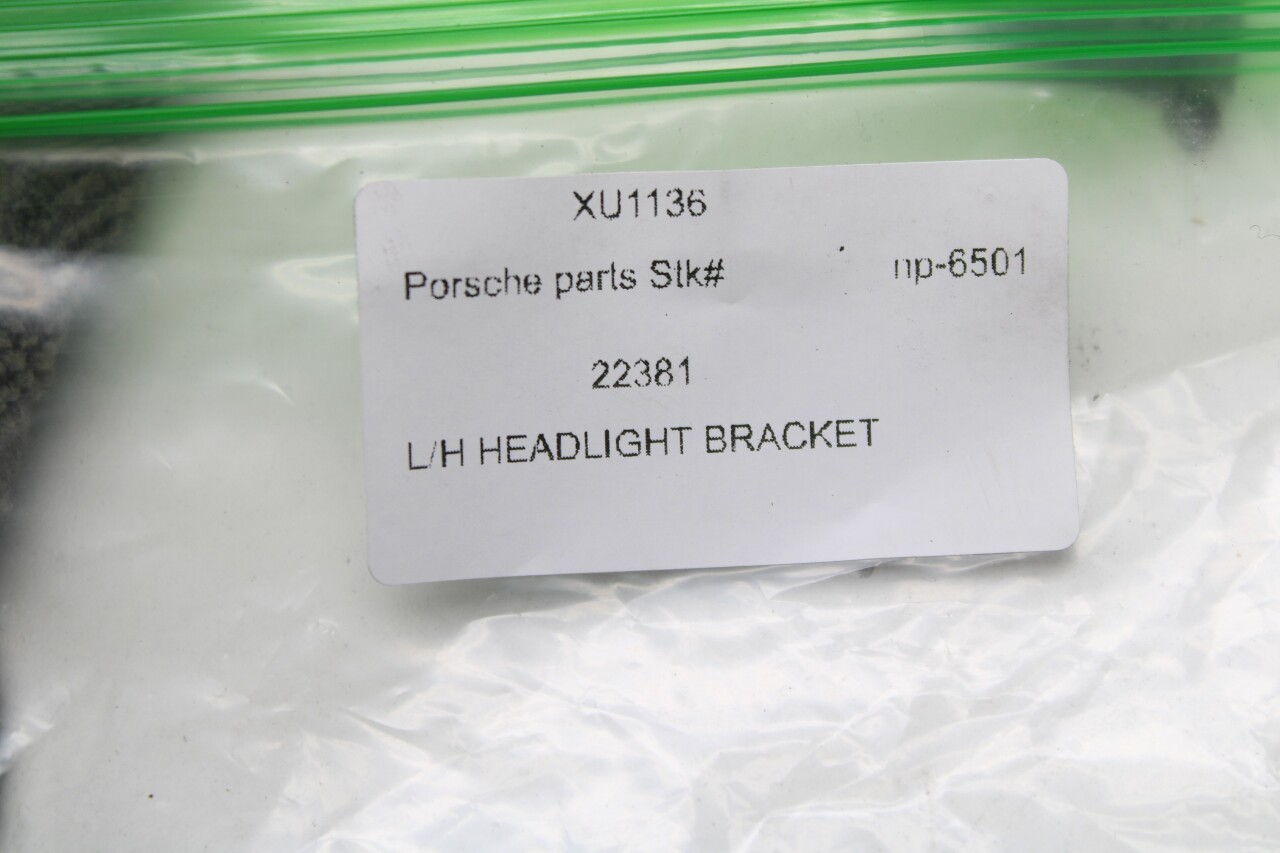 XU1136
Porsche parts Stk# np-6501
22381
L/H HEADLIGHT BRACKET